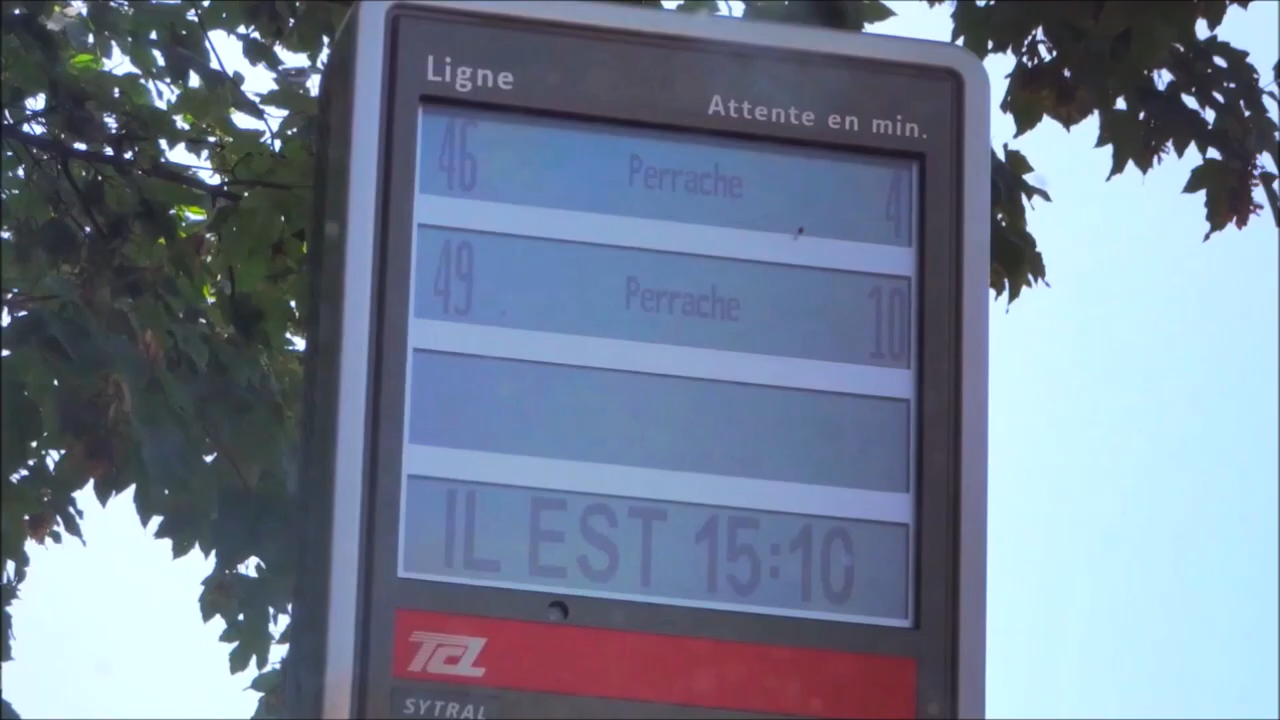 Ligne Attente en min.
46 Perrache 4
49 Perrache 10
IL EST 15:10
TCL
SYTRAL